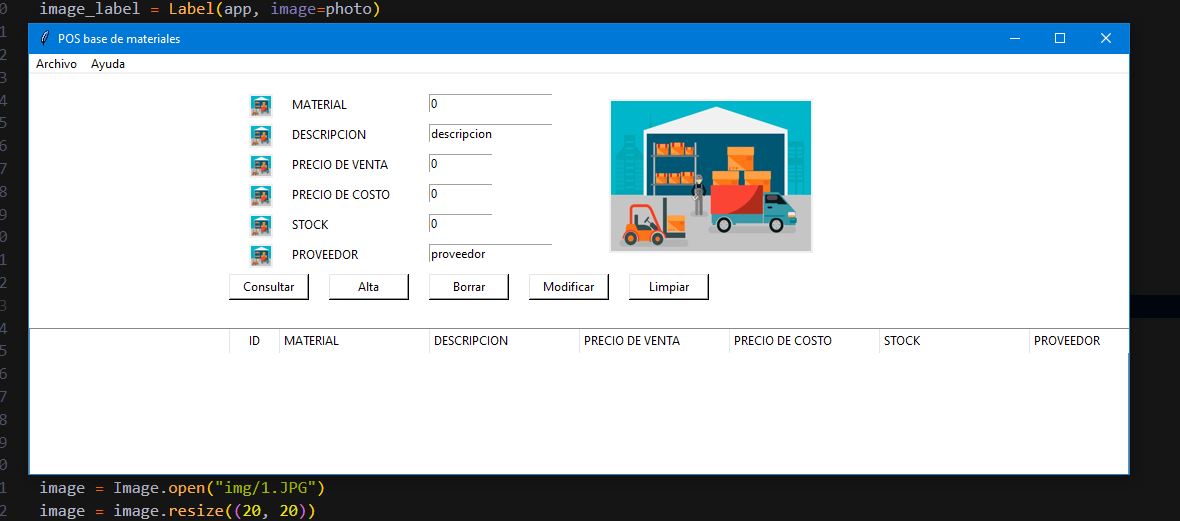 image_label = Label(app, image=photo)
POS base de materiales
Archivo Ayuda
MATERIAL 0
DESCRIPCION descripcion
PRECIO DE VENTA 0
PRECIO DE COSTO 0
STOCK 0
PROVEEDOR proveedor
Consultar Alta Borrar Modificar Limpiar
ID MATERIAL DESCRIPCION PRECIO DE VENTA PRECIO DE COSTO STOCK PROVEEDOR
image = Image.open("img/1.JPG")
image = image.resize((20, 20))